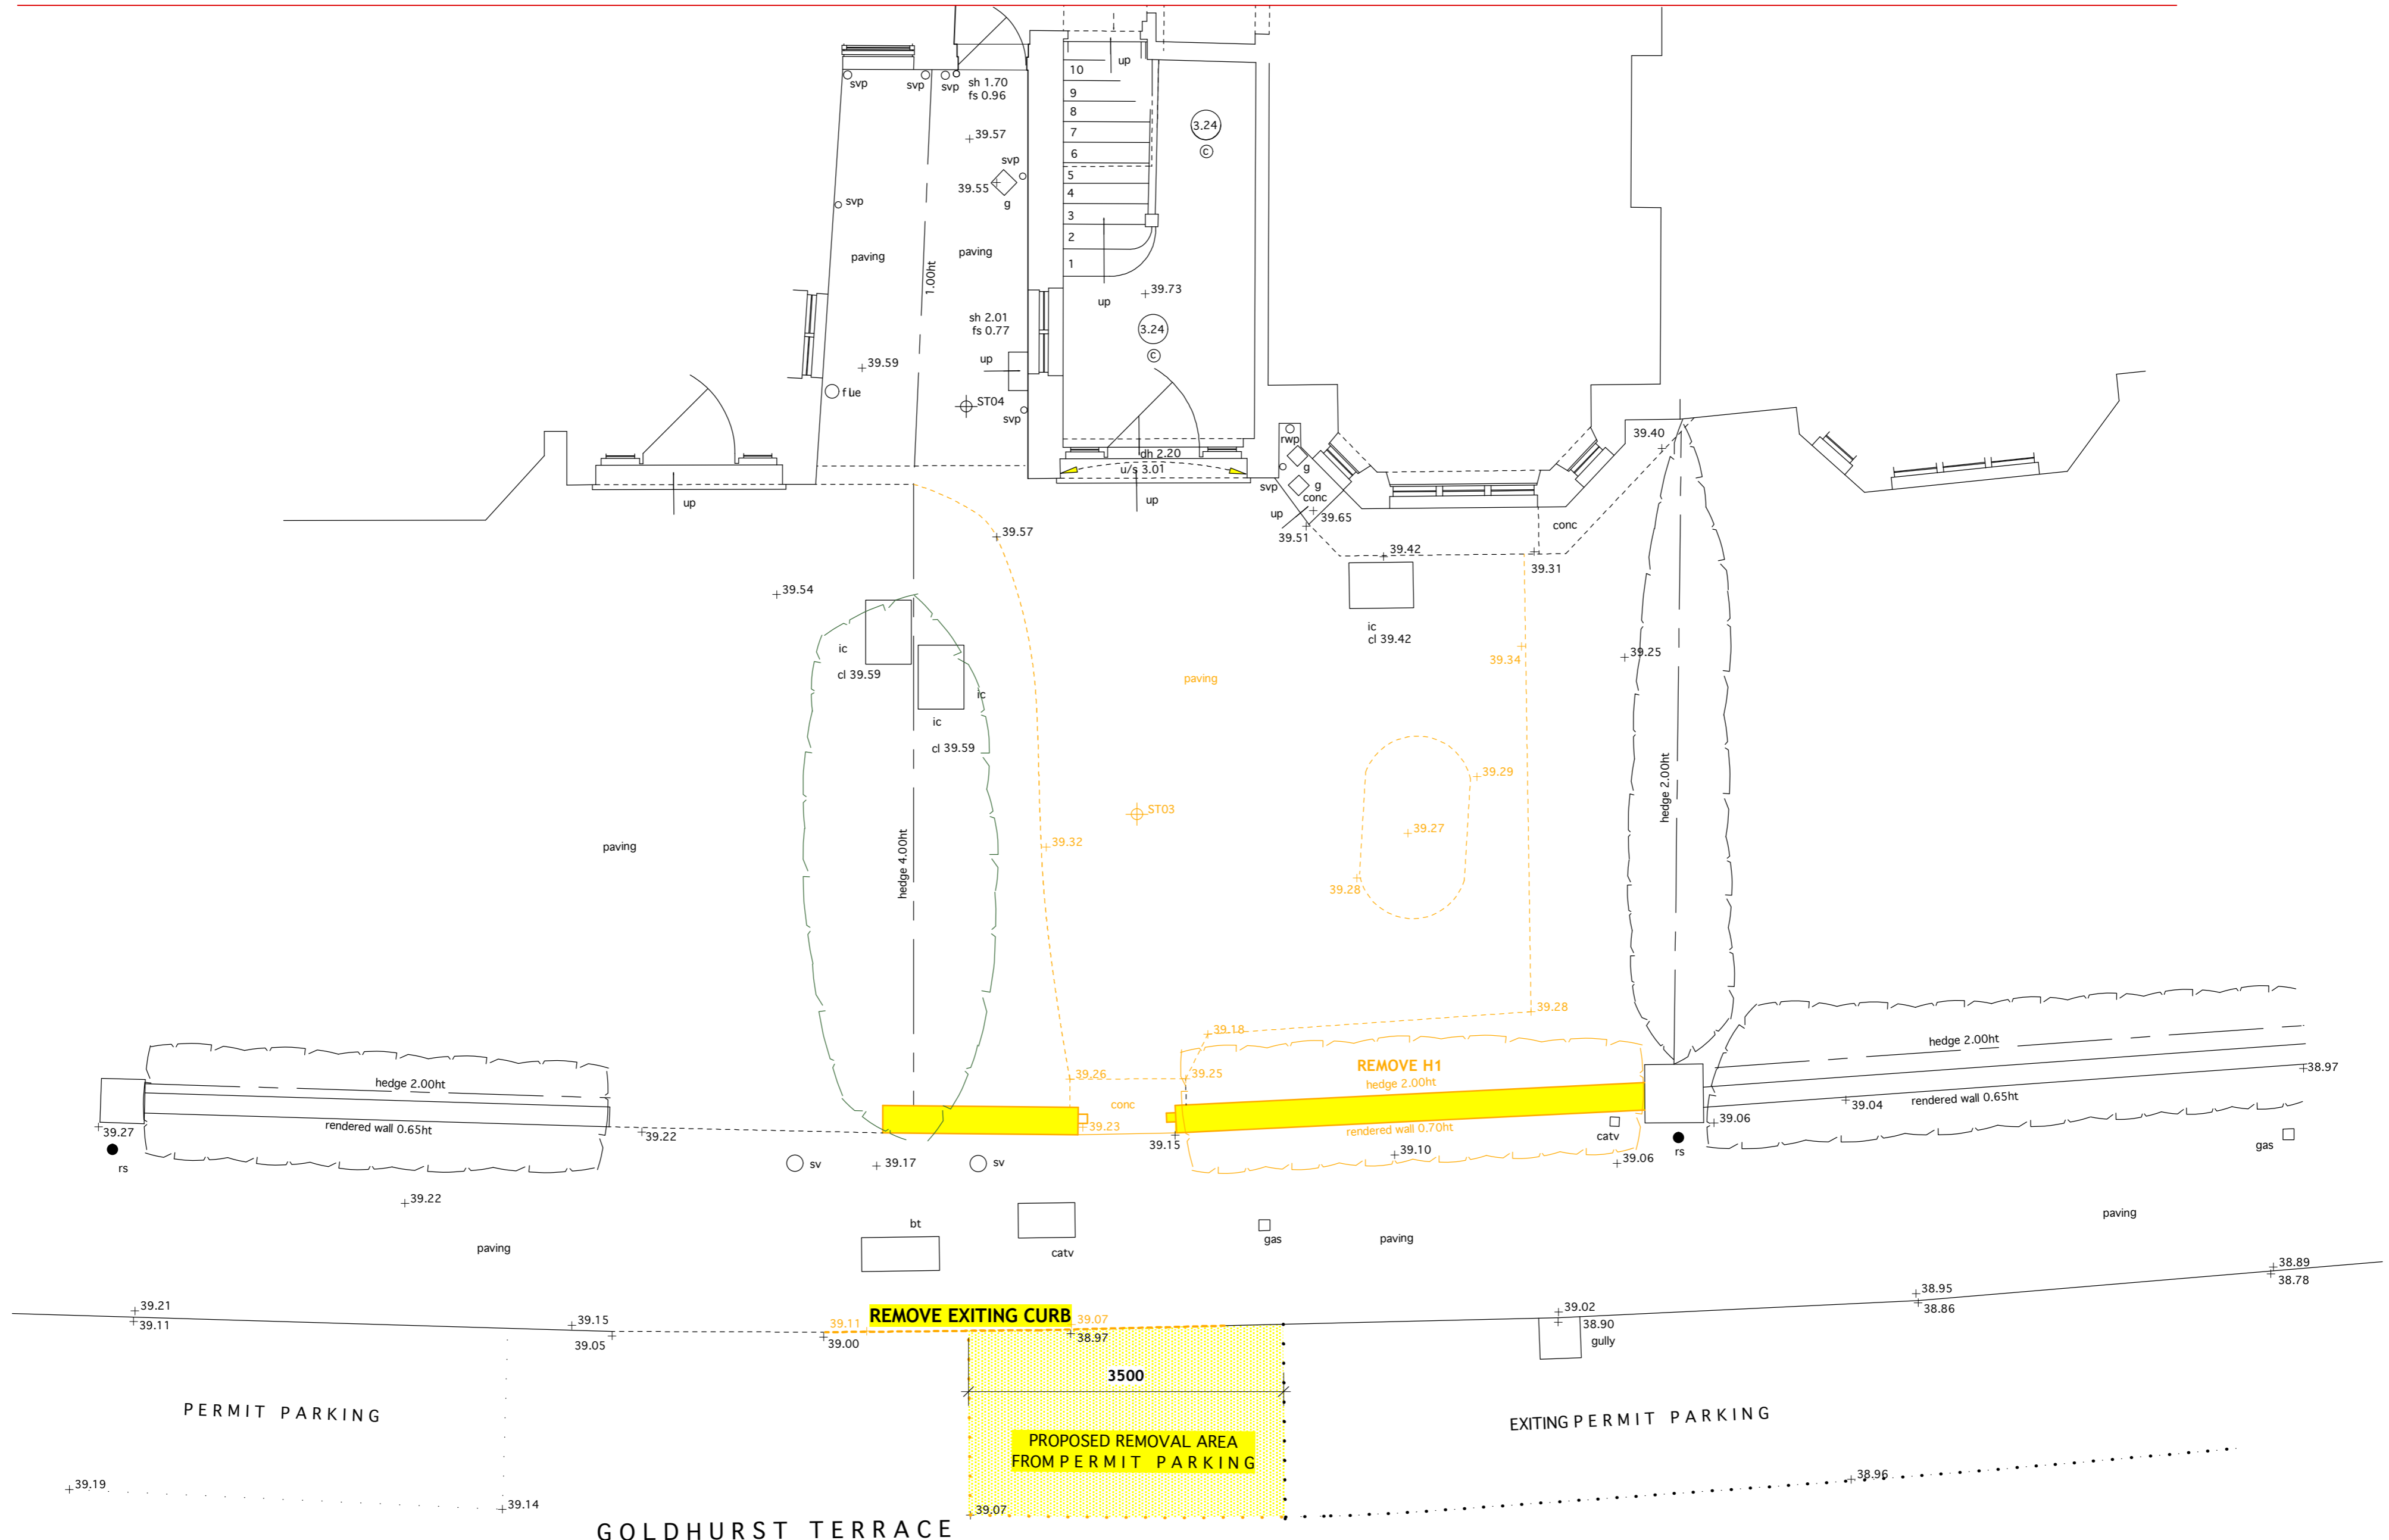 up
10
9
8
7
6
5
4
3
2
1
up
svp
svp
svp
sh 1.70
fs 0.96
39.57
svp
39.55
g
svp
paving
paving
1.00ht
3.24
c
39.73
3.24
c
sh 2.01
fs 0.77
up
39.59
flue
ST04
svp
dh 2.20
u/s 3.01
rwp
g
g
conc
svp
up
up
up
39.65
39.51
39.40
conc
39.42
39.31
39.57
39.54
ic
cl 39.59
ic
ic
cl 39.59
ic
cl 39.42
39.34
39.25
paving
hedge 4.00ht
hedge 2.00ht
39.29
39.27
39.28
ST03
39.32
paving
39.28
39.18
REMOVE H1
hedge 2.00ht
39.26
39.25
conc
39.23
39.15
rendered wall 0.70ht
39.10
catv
39.06
rs
39.06
hedge 2.00ht
39.04
rendered wall 0.65ht
38.97
gas
hedge 2.00ht
rendered wall 0.65ht
39.27
rs
39.22
39.22
sv
39.17
sv
bt
catv
gas
paving
paving
paving
39.21
39.11
39.15
39.05
39.00
39.11
REMOVE EXITING CURB
39.07
38.97
39.02
38.90
gully
38.95
38.86
38.89
38.78
3500
PERMIT PARKING
EXITING PERMIT PARKING
PROPOSED REMOVAL AREA
FROM PERMIT PARKING
39.19
39.14
39.07
38.96
GOLDHURST TERRACE